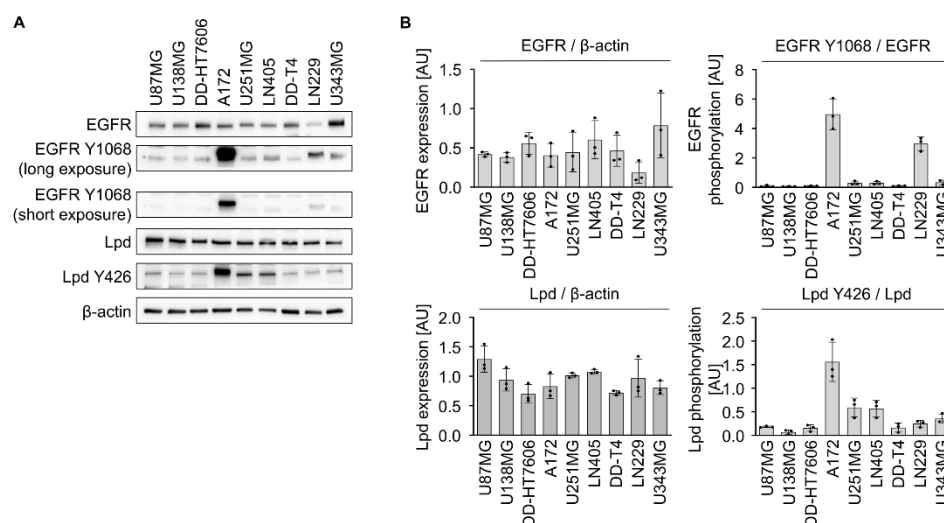 A
U87MG
U138MG
DD-HT7606
A172
U251MG
LN405
DD-T4
LN229
U343MG
EGFR
EGFR Y1068
(long exposure)
EGFR Y1068
(short exposure)
Lpd
Lpd Y426
β-actin
B
EGFR / β-actin
EGFR expression [AU]
1.5
1.0
0.5
0.0
U87MG
U138MG
DD-HT7606
A172
U251MG
LN405
DD-T4
LN229
U343MG
EGFR Y1068 / EGFR
EGFR
phosphorylation [AU]
8
6
4
2
0
U87MG
U138MG
DD-HT7606
A172
U251MG
LN405
DD-T4
LN229
U343MG
Lpd / β-actin
Lpd expression [AU]
2.0
1.5
1.0
0.5
0.0
U87MG
U138MG
DD-HT7606
A172
U251MG
LN405
DD-T4
LN229
U343MG
Lpd Y426 / Lpd
Lpd phosphorylation
[AU]
2.5
2.0
1.5
1.0
0.5
0.0
U87MG
U138MG
DD-HT7606
A172
U251MG
LN405
DD-T4
LN229
U343MG